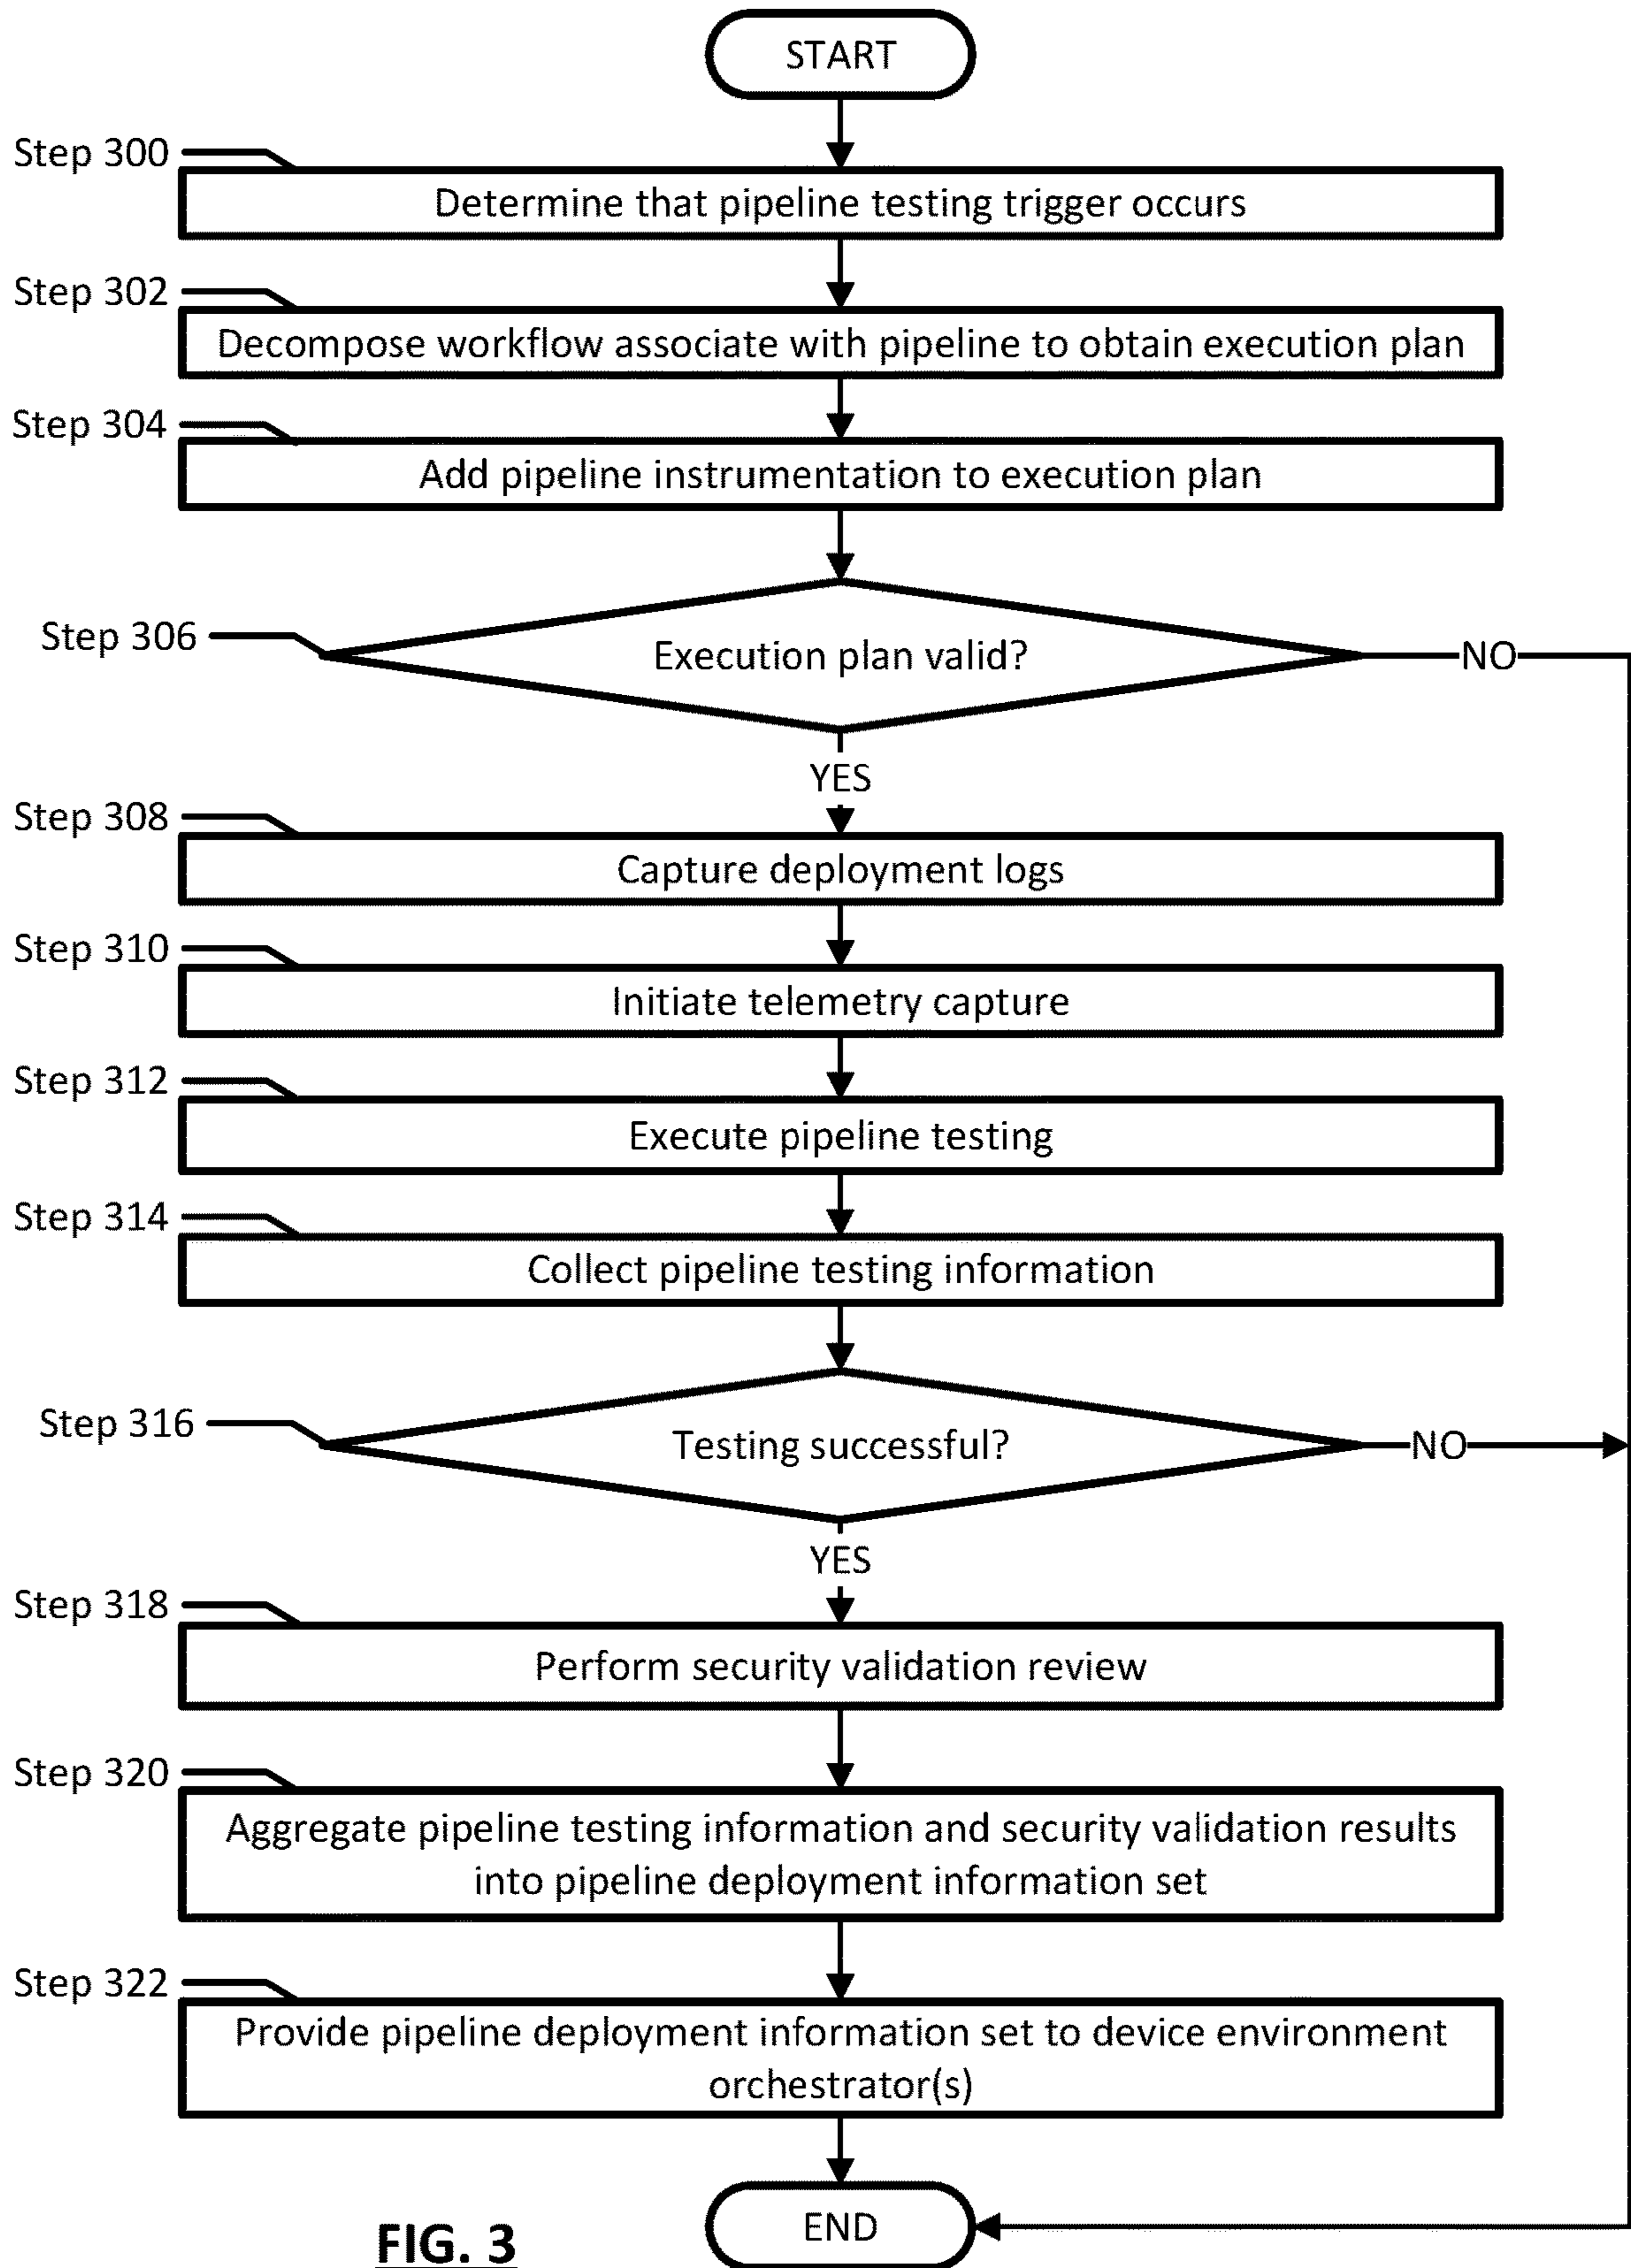 START
Step 300
Determine that pipeline testing trigger occurs
Step 302
Decompose workflow associate with pipeline to obtain execution plan
Step 304
Add pipeline instrumentation to execution plan
Step 306
Execution plan valid?
NO
YES
Step 308
Capture deployment logs
Step 310
Initiate telemetry capture
Step 312
Execute pipeline testing
Step 314
Collect pipeline testing information
Step 316
Testing successful?
NO
YES
Step 318
Perform security validation review
Step 320
Aggregate pipeline testing information and security validation results
into pipeline deployment information set
Step 322
Provide pipeline deployment information set to device environment
orchestrator(s)
END
FIG. 3